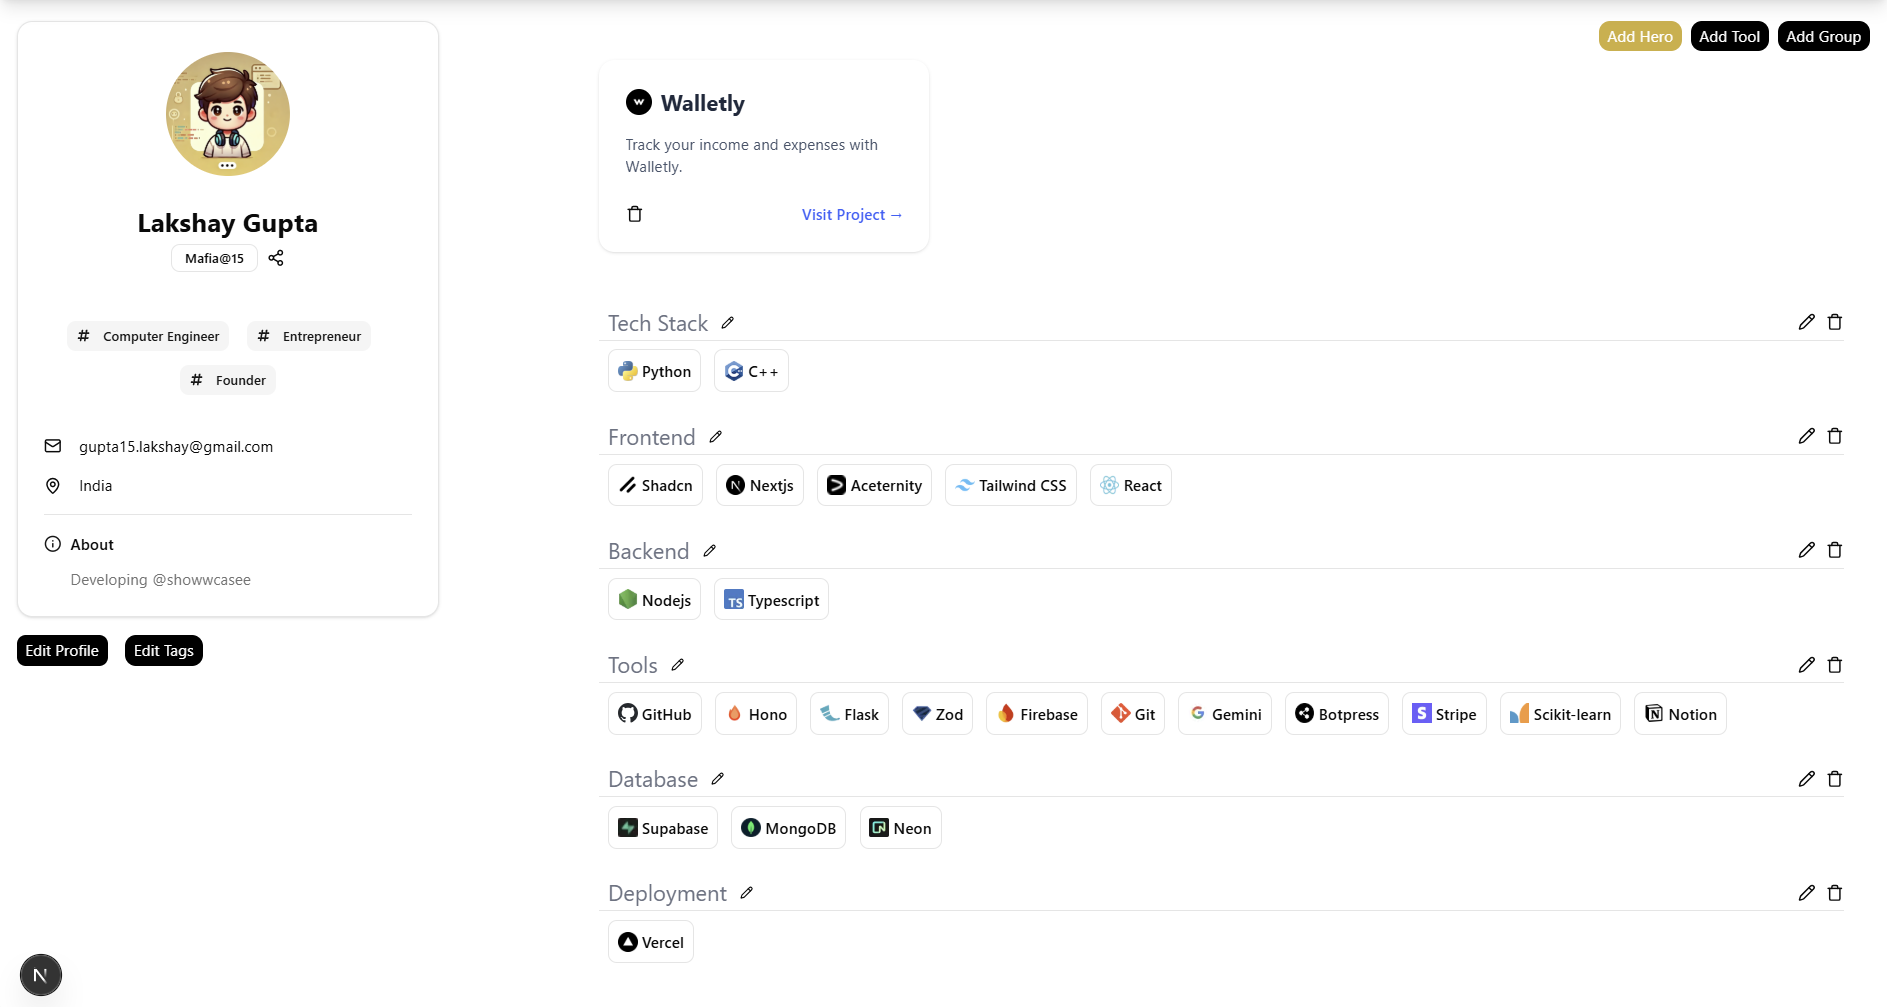 Add Hero Add Tool Add Group
Lakshay Gupta
Mafia@15
# Computer Engineer # Entrepreneur
# Founder
gupta15.lakshay@gmail.com
India
About
Developing @showwcasee
Edit Profile Edit Tags
Walletly
Track your income and expenses with
Walletly.
Visit Project →
Tech Stack
Python C++
Frontend
Shadcn Nextjs Aceternity Tailwind CSS React
Backend
Nodejs TS Typescript
Tools
GitHub Hono Flask Zod Firebase Git Gemini Botpress S Stripe Scikit-learn Notion
Database
Supabase MongoDB Neon
Deployment
Vercel
N